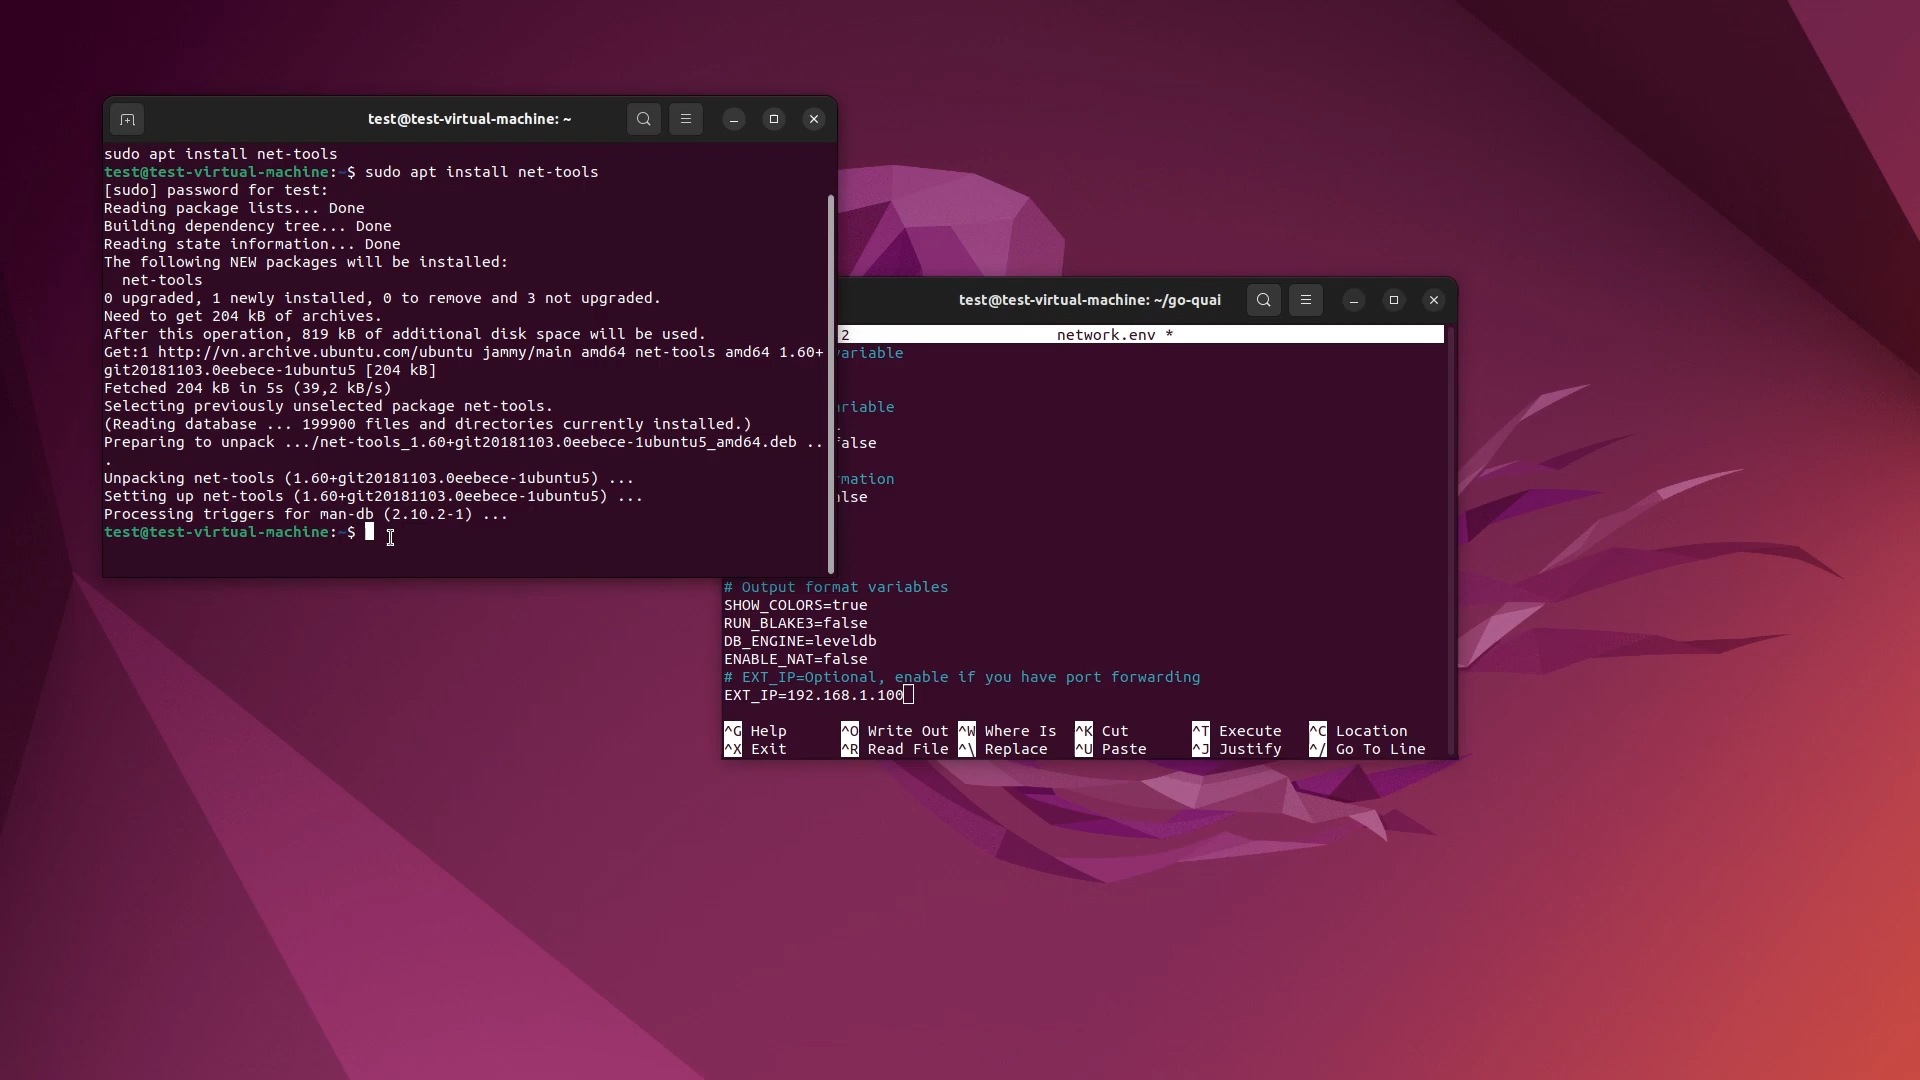 test@test-virtual-machine: ~
sudo apt install net-tools
test@test-virtual-machine:~$ sudo apt install net-tools
[sudo] password for test:
Reading package lists... Done
Building dependency tree... Done
Reading state information... Done
The following NEW packages will be installed:
  net-tools
0 upgraded, 1 newly installed, 0 to remove and 3 not upgraded.
Need to get 204 kB of archives.
After this operation, 819 kB of additional disk space will be used.
Get:1 http://vn.archive.ubuntu.com/ubuntu jammy/main amd64 net-tools amd64 1.60+
git20181103.0eebece-1ubuntu5 [204 kB]
Fetched 204 kB in 5s (39,2 kB/s)
Selecting previously unselected package net-tools.
(Reading database ... 199900 files and directories currently installed.)
Preparing to unpack .../net-tools_1.60+git20181103.0eebece-1ubuntu5_amd64.deb ..
.
Unpacking net-tools (1.60+git20181103.0eebece-1ubuntu5) ...
Setting up net-tools (1.60+git20181103.0eebece-1ubuntu5) ...
Processing triggers for man-db (2.10.2-1) ...
test@test-virtual-machine:~$
test@test-virtual-machine: ~/go-quai
2 network.env *
ariable
riable
alse
mation
lse
# Output format variables
SHOW_COLORS=true
RUN_BLAKE3=false
DB_ENGINE=leveldb
ENABLE_NAT=false
# EXT_IP=Optional, enable if you have port forwarding
EXT_IP=192.168.1.100
^G Help ^O Write Out ^W Where Is ^K Cut ^T Execute ^C Location
^X Exit ^R Read File ^\ Replace ^U Paste ^J Justify ^/ Go To Line